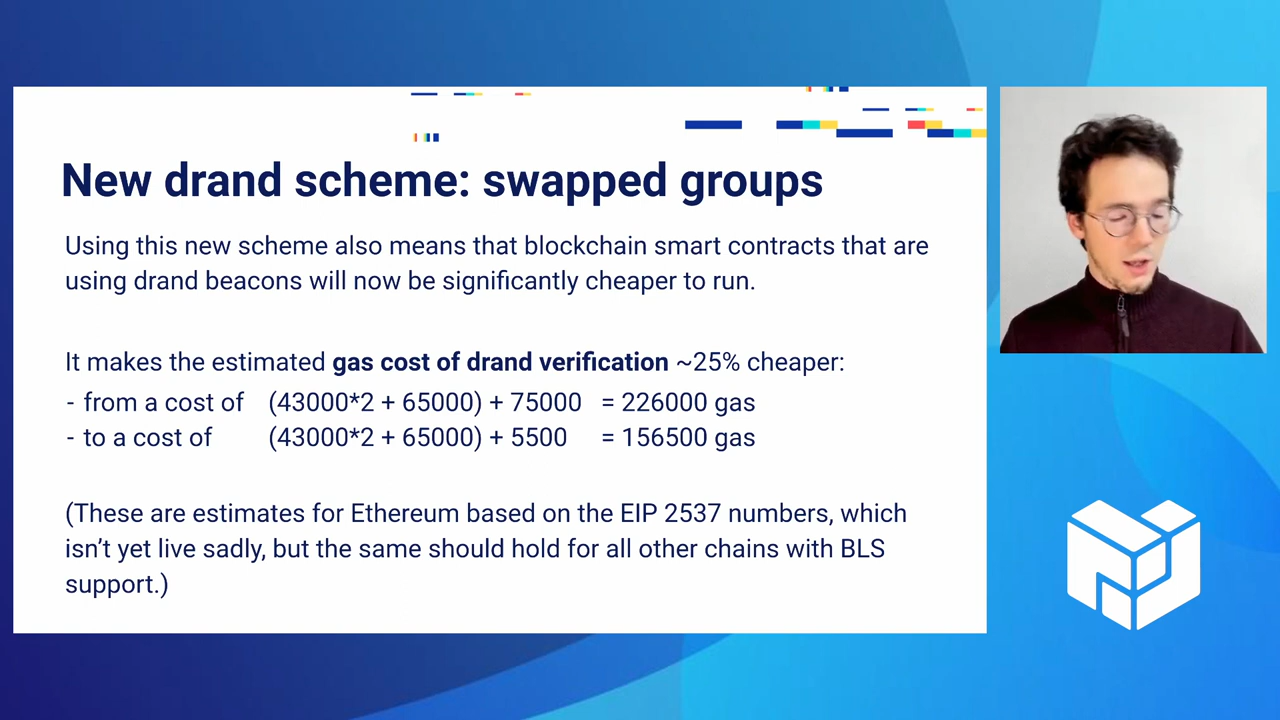 New drand scheme: swapped groups
Using this new scheme also means that blockchain smart contracts that are
using drand beacons will now be significantly cheaper to run.
It makes the estimated gas cost of drand verification ~25% cheaper:
- from a cost of (43000*2 + 65000) + 75000 = 226000 gas
- to a cost of (43000*2 + 65000) + 5500 = 156500 gas
(These are estimates for Ethereum based on the EIP 2537 numbers, which
isn’t yet live sadly, but the same should hold for all other chains with BLS
support.)